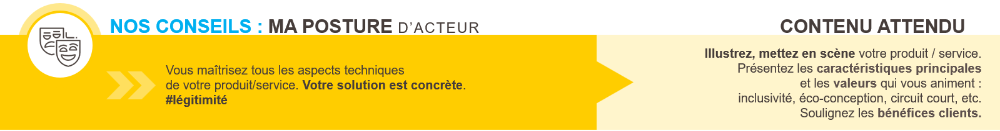 NOS CONSEILS : MA POSTURE D’ACTEUR
Vous maîtrisez tous les aspects techniques
de votre produit/service. Votre solution est concrète.
#légitimité
CONTENU ATTENDU
Illustrez, mettez en scène votre produit / service.
Présentez les caractéristiques principales
et les valeurs qui vous animent :
inclusivité, éco-conception, circuit court, etc.
Soulignez les bénéfices clients.